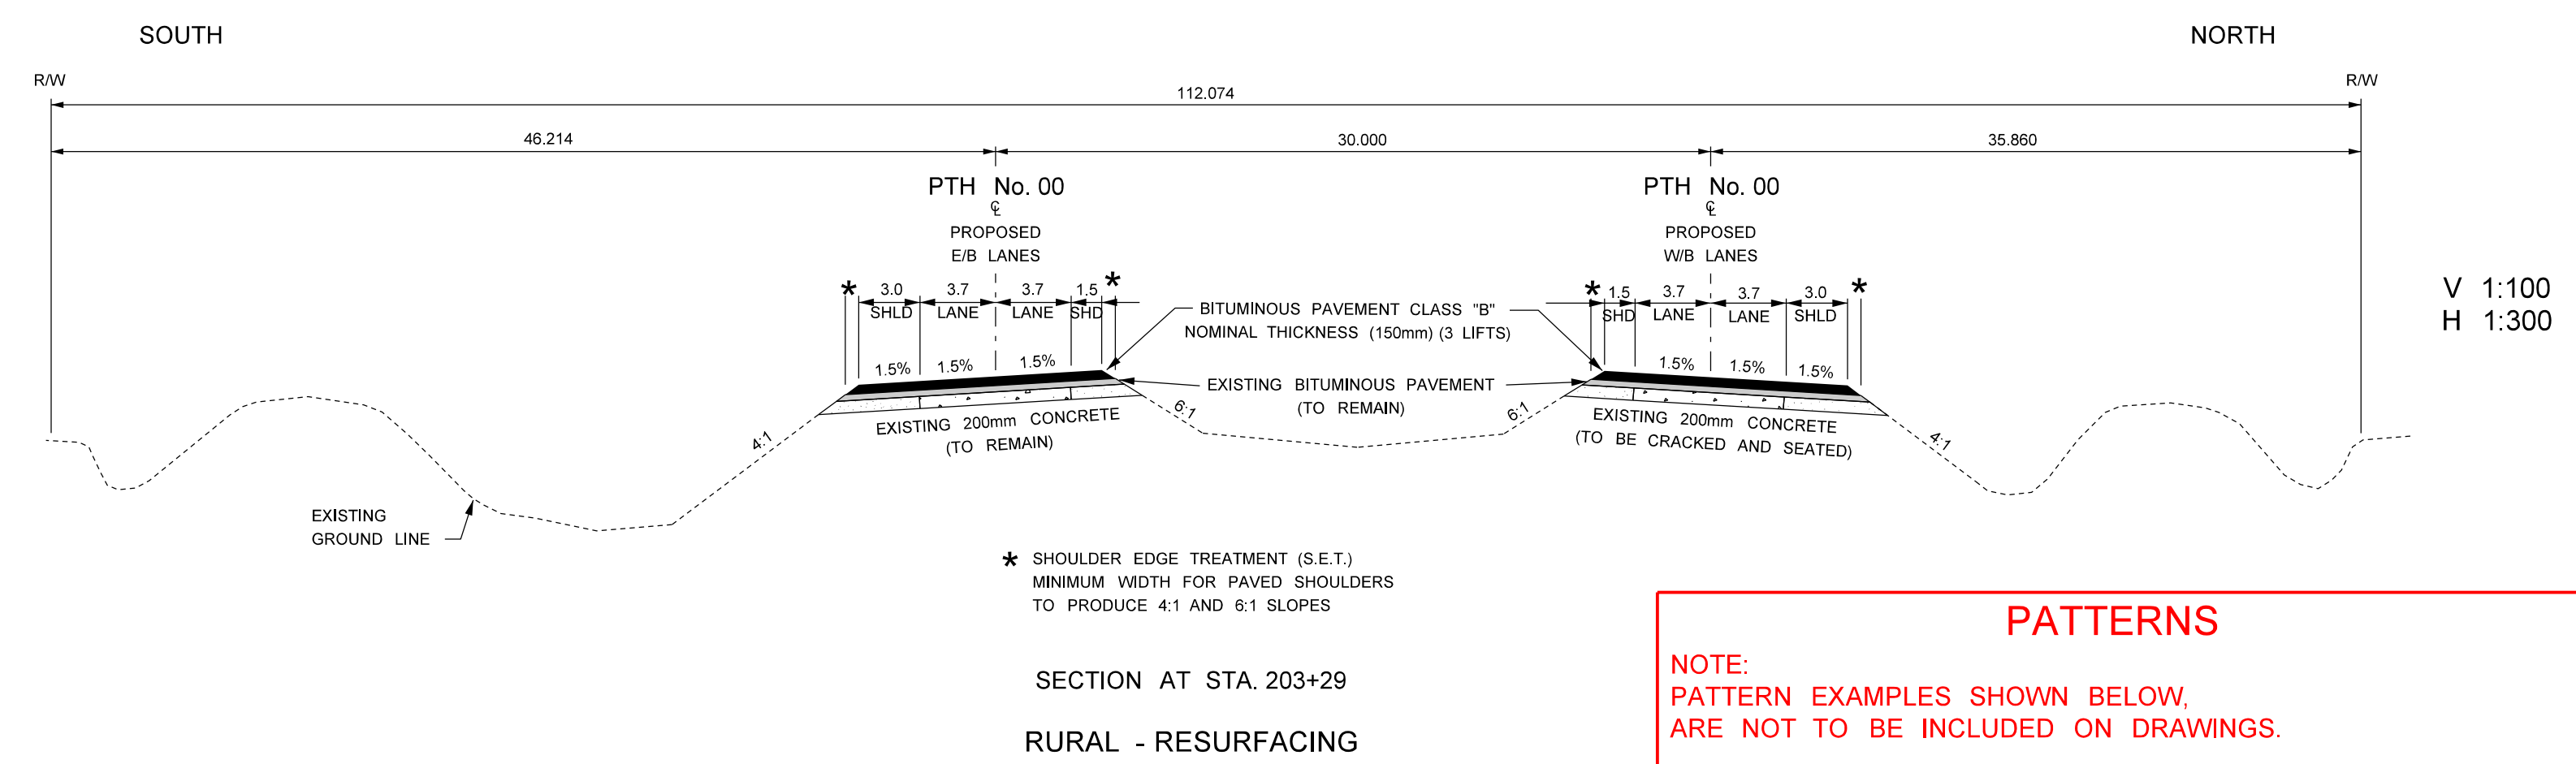 SOUTH
NORTH
R/W
R/W
112.074
46.214
30.000
35.860
PTH No. 00
℄
PROPOSED
E/B LANES
PTH No. 00
℄
PROPOSED
W/B LANES
* 3.0 3.7 3.7 1.5 *
SHLD LANE LANE SHD
* 1.5 3.7 3.7 3.0 *
SHD LANE LANE SHLD
V 1:100
H 1:300
BITUMINOUS PAVEMENT CLASS "B"
NOMINAL THICKNESS (150mm) (3 LIFTS)
1.5% 1.5% 1.5%
1.5% 1.5% 1.5%
EXISTING BITUMINOUS PAVEMENT
(TO REMAIN)
4:1
6:1
6:1
4:1
EXISTING 200mm CONCRETE
(TO REMAIN)
EXISTING 200mm CONCRETE
(TO BE CRACKED AND SEATED)
EXISTING
GROUND LINE
* SHOULDER EDGE TREATMENT (S.E.T.)
MINIMUM WIDTH FOR PAVED SHOULDERS
TO PRODUCE 4:1 AND 6:1 SLOPES
SECTION AT STA. 203+29
RURAL - RESURFACING
PATTERNS
NOTE:
PATTERN EXAMPLES SHOWN BELOW,
ARE NOT TO BE INCLUDED ON DRAWINGS.